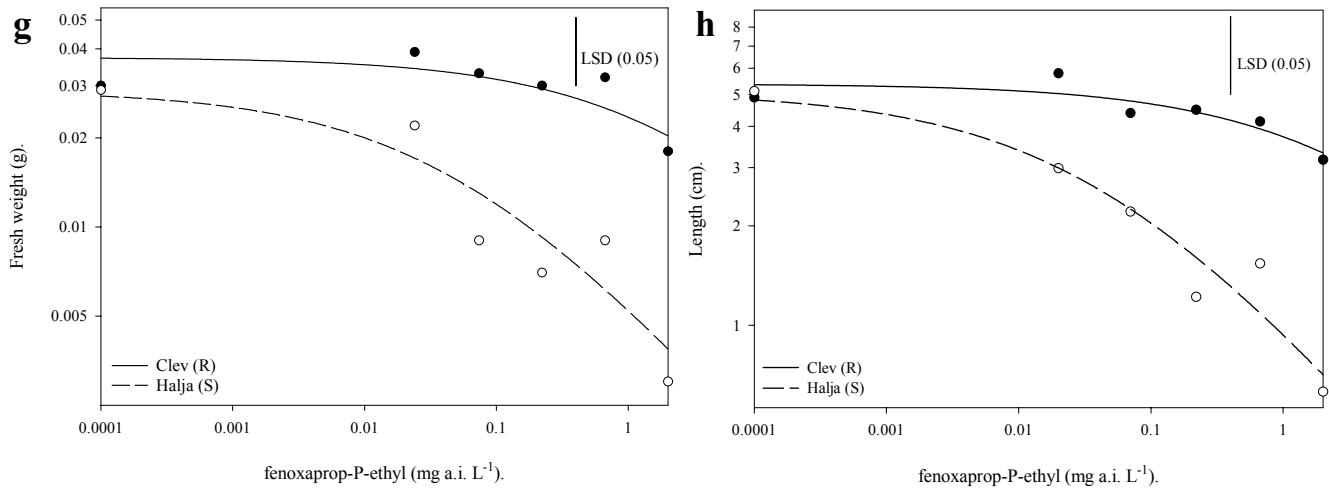 g
0.05
0.04
0.03
0.02
0.01
0.005
Fresh weight (g).
LSD (0.05)
Clev (R)
Halja (S)
0.0001
0.001
0.01
0.1
1
fenoxaprop-P-ethyl (mg a.i. L-1).
h
8
7
6
5
4
3
2
1
Length (cm).
LSD (0.05)
Clev (R)
Halja (S)
0.0001
0.001
0.01
0.1
1
fenoxaprop-P-ethyl (mg a.i. L-1).